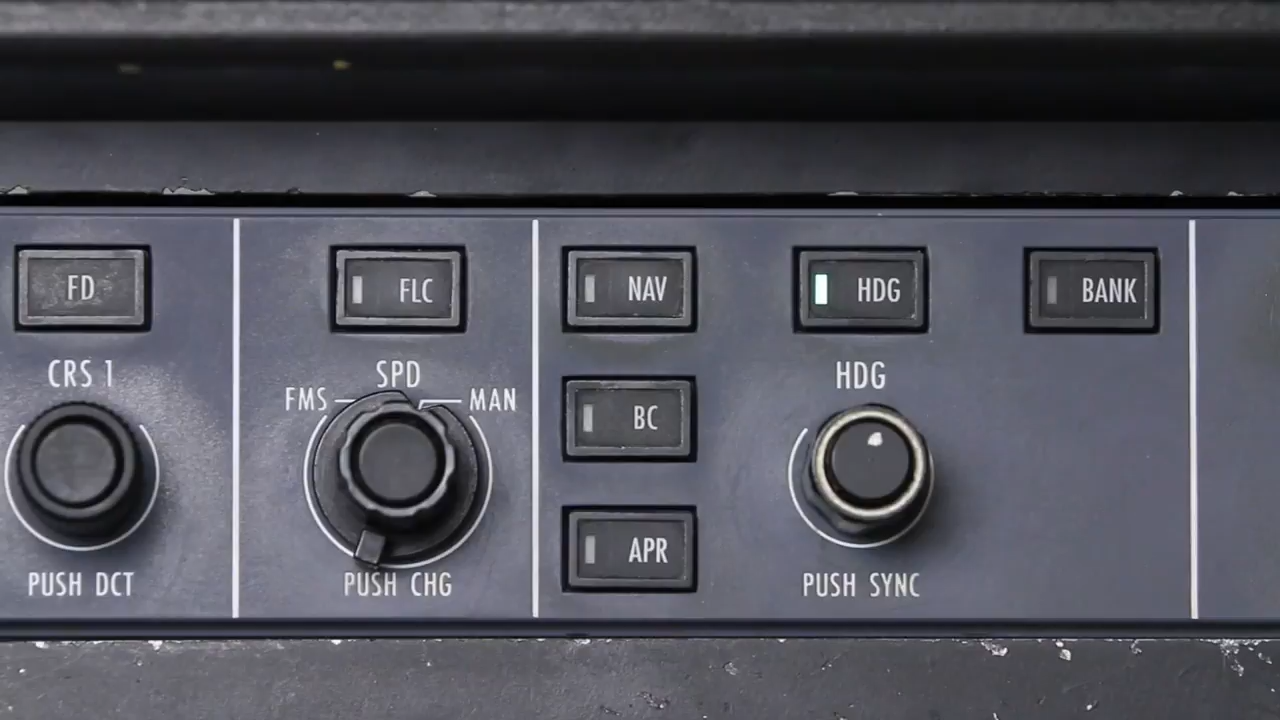 FD
FLC
NAV
HDG
BANK
CRS 1
SPD
HDG
FMS
MAN
BC
APR
PUSH DCT
PUSH CHG
PUSH SYNC